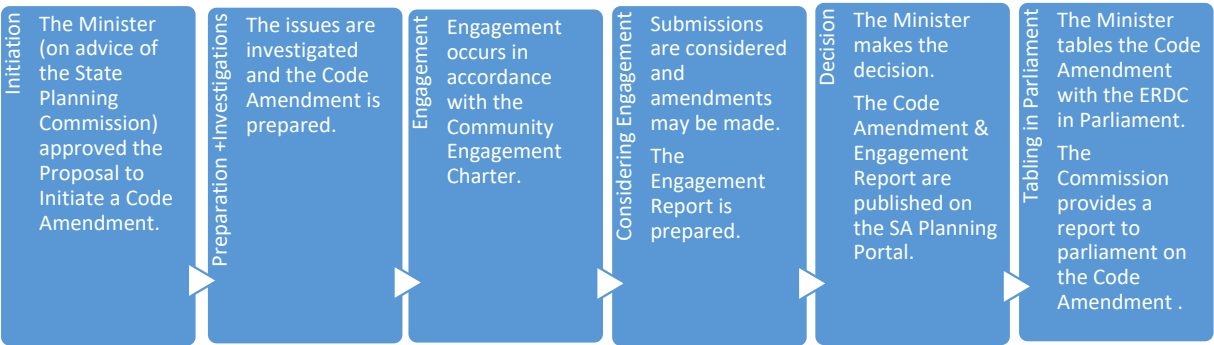 Initiation
The Minister
(on advice of
the State
Planning
Commission)
approved the
Proposal to
Initiate a Code
Amendment.
Preparation +Investigations
The issues are
investigated
and the Code
Amendment is
prepared.
Engagement
Engagement
occurs in
accordance
with the
Community
Engagement
Charter.
Considering Engagement
Submissions
are considered
and
amendments
may be made.
The
Engagement
Report is
prepared.
Decision
The Minister
makes the
decision.
The Code
Amendment &
Engagement
Report are
published on
the SA Planning
Portal.
Tabling in Parliament
The Minister
tables the Code
Amendment
with the ERDC
in Parliament.
The
Commission
provides a
report to
parliament on
the Code
Amendment .